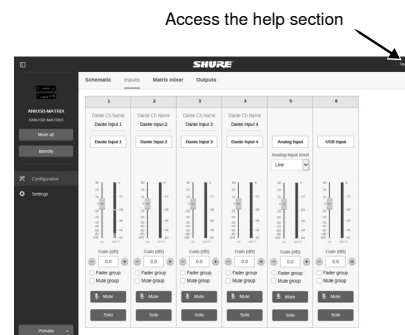 Access the help section
SHURE
Schematic Inputs Matrix mixer Outputs
ANIUSB-MATRIX
ANIUSB-MATRIX
Mute all
Identify
Configuration
Settings
Presets
1 2 3 4 5 6
Dante Ch Name Dante Ch Name Dante Ch Name Dante Ch Name
Dante Input 1 Dante Input 2 Dante Input 3 Dante Input 4
Dante Input 1 Dante Input 2 Dante Input 3 Dante Input 4 Analog Input USB Input
Analog input level
Line
Gain (dB) Gain (dB) Gain (dB) Gain (dB) Gain (dB) Gain (dB)
0.0 0.0 0.0 0.0 0.0 0.0
Fader group Fader group Fader group Fader group Fader group Fader group
Mute group Mute group Mute group Mute group Mute group Mute group
Mute Mute Mute Mute Mute Mute
Solo Solo Solo Solo Solo Solo